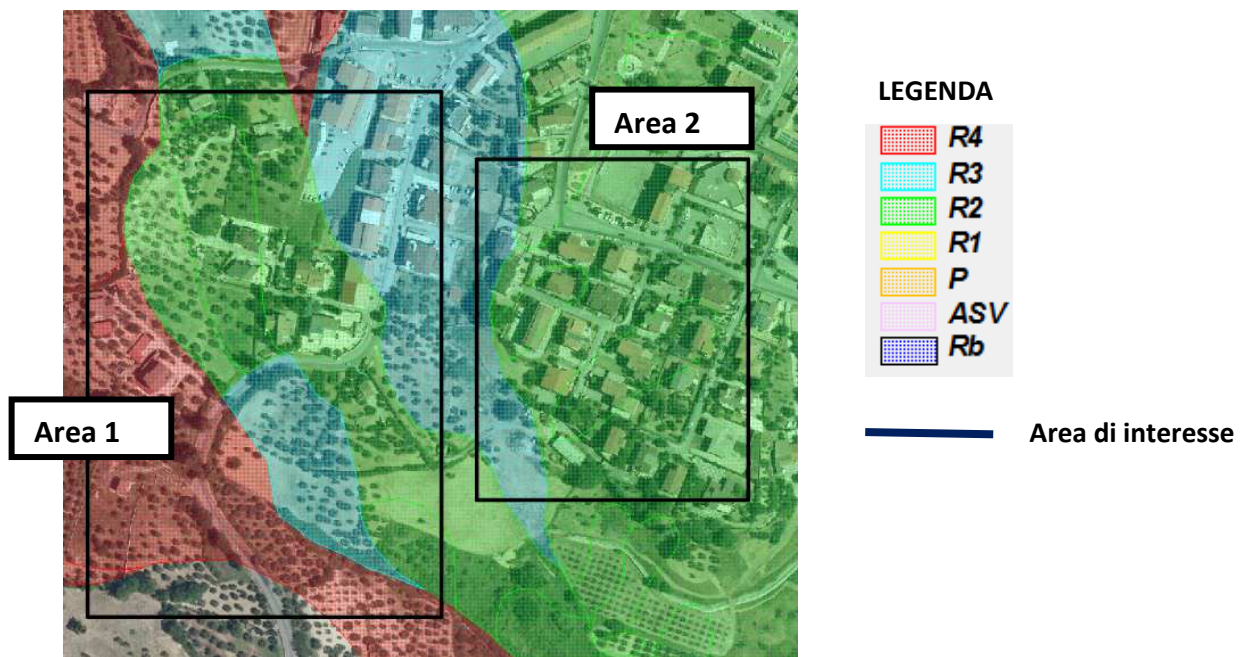 Area 2
Area 1
LEGENDA
R4
R3
R2
R1
P
ASV
Rb
Area di interesse